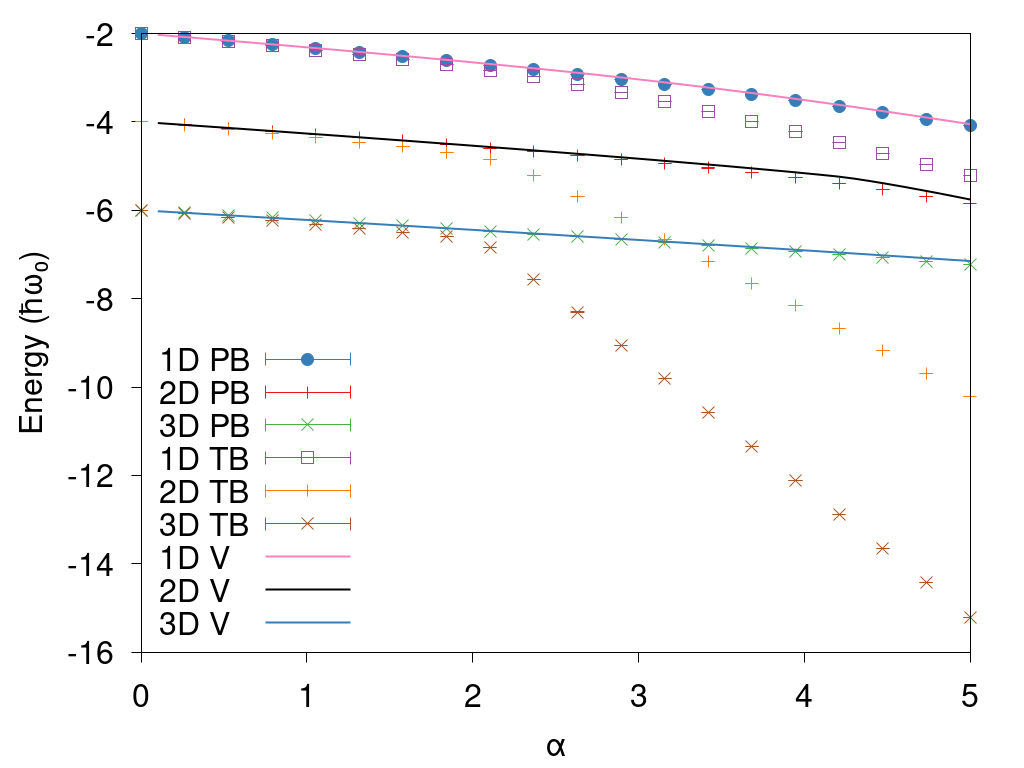 -2
-4
-6
-8
-10
-12
-14
-16
Energy (ħω₀)
1D PB
2D PB
3D PB
1D TB
2D TB
3D TB
1D V
2D V
3D V
0 1 2 3 4 5
α